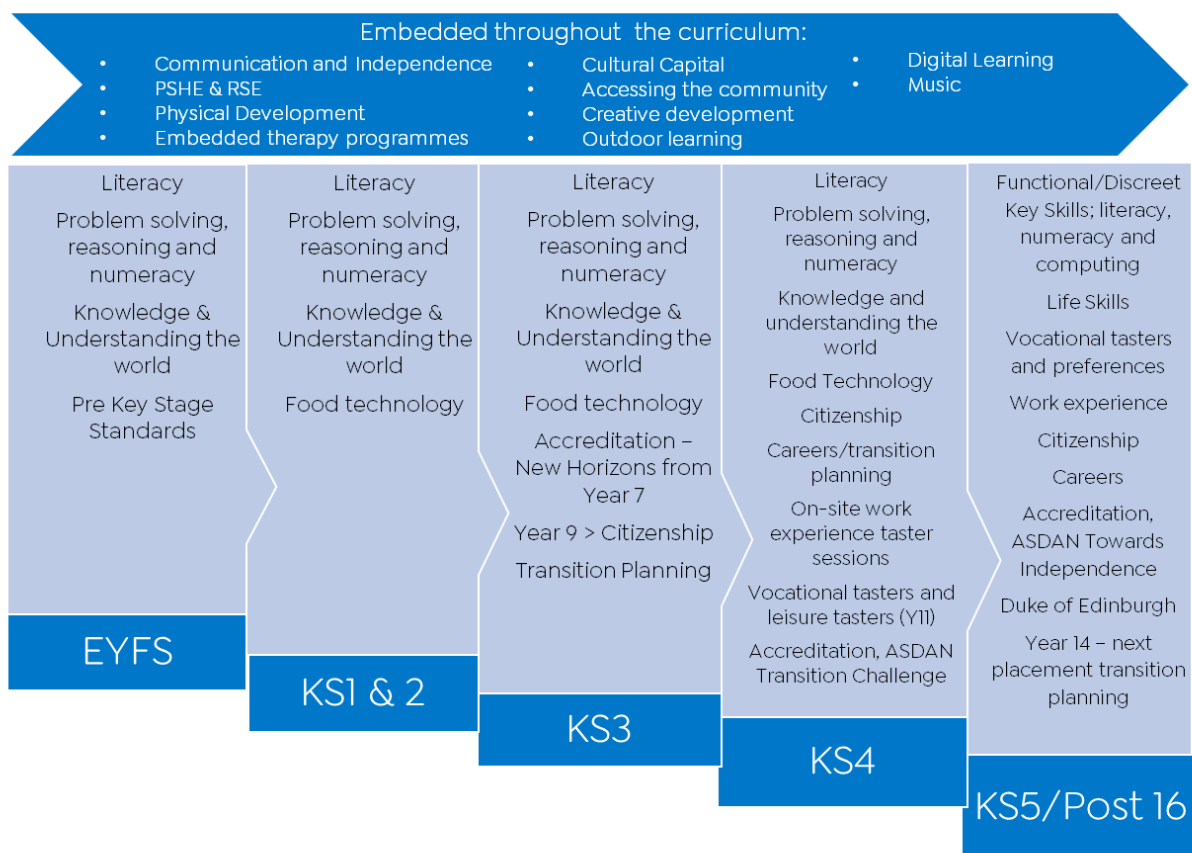 Embedded throughout the curriculum:
• Communication and Independence
• PSHE & RSE
• Physical Development
• Embedded therapy programmes
• Cultural Capital
• Accessing the community
• Creative development
• Outdoor learning
• Digital Learning
• Music
Literacy
Problem solving,
reasoning and
numeracy
Knowledge &
Understanding the
world
Pre Key Stage
Standards
EYFS
Literacy
Problem solving,
reasoning and
numeracy
Knowledge &
Understanding the
world
Food technology
KS1 & 2
Literacy
Problem solving,
reasoning and
numeracy
Knowledge &
Understanding the
world
Food technology
Accreditation –
New Horizons from
Year 7
Year 9 > Citizenship
Transition Planning
KS3
Literacy
Problem solving,
reasoning and
numeracy
Knowledge and
understanding the
world
Food Technology
Citizenship
Careers/transition
planning
On-site work
experience taster
sessions
Vocational tasters and
leisure tasters (Y11)
Accreditation, ASDAN
Transition Challenge
KS4
Functional/Discreet
Key Skills; literacy,
numeracy and
computing
Life Skills
Vocational tasters
and preferences
Work experience
Citizenship
Careers
Accreditation,
ASDAN Towards
Independence
Duke of Edinburgh
Year 14 – next
placement transition
planning
KS5/Post 16